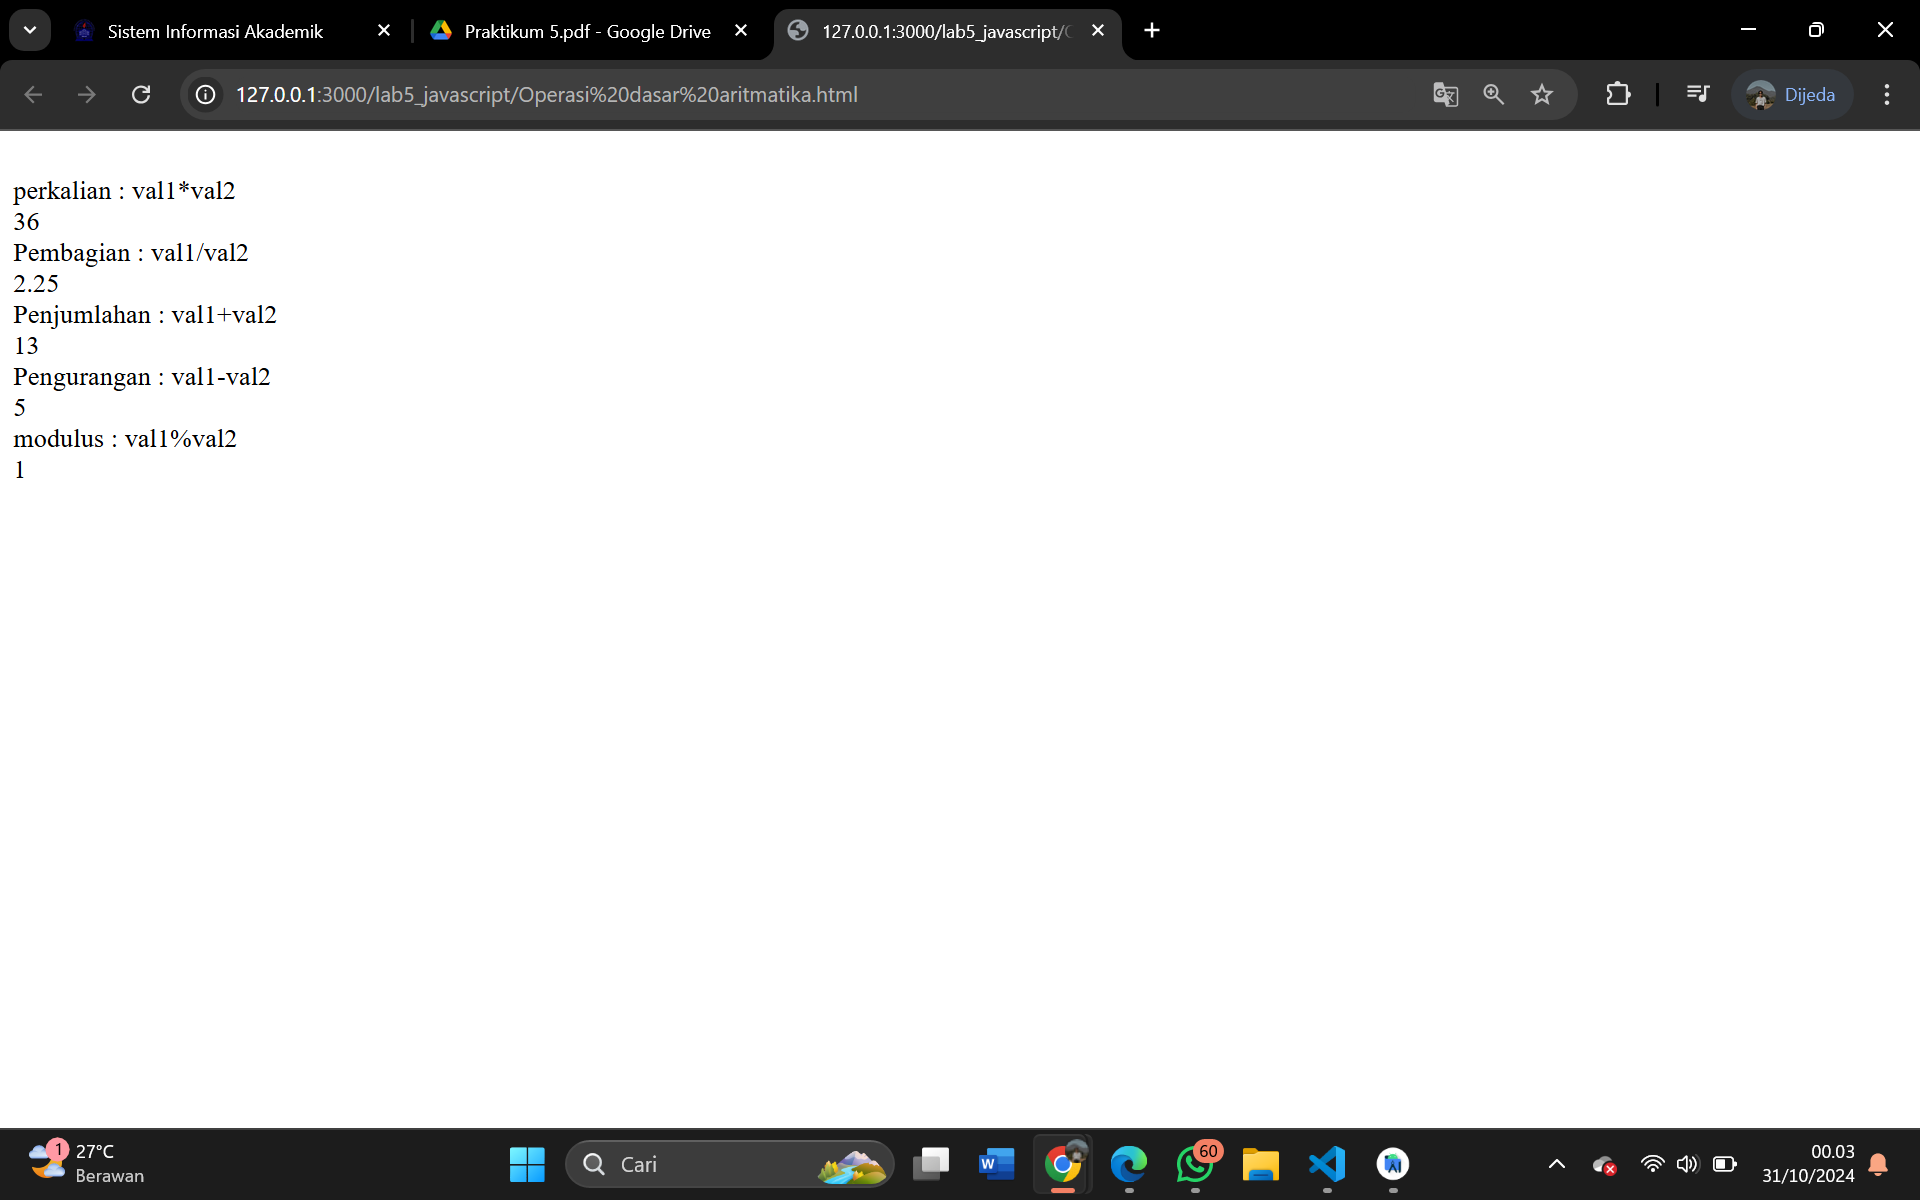 Sistem Informasi Akademik
Praktikum 5.pdf - Google Drive
127.0.0.1:3000/lab5_javascript/
127.0.0.1:3000/lab5_javascript/Operasi%20dasar%20aritmatika.html
Dijeda
perkalian : val1*val2
36
Pembagian : val1/val2
2.25
Penjumlahan : val1+val2
13
Pengurangan : val1-val2
5
modulus : val1%val2
1
1
27°C
Berawan
Cari
60
00.03
31/10/2024